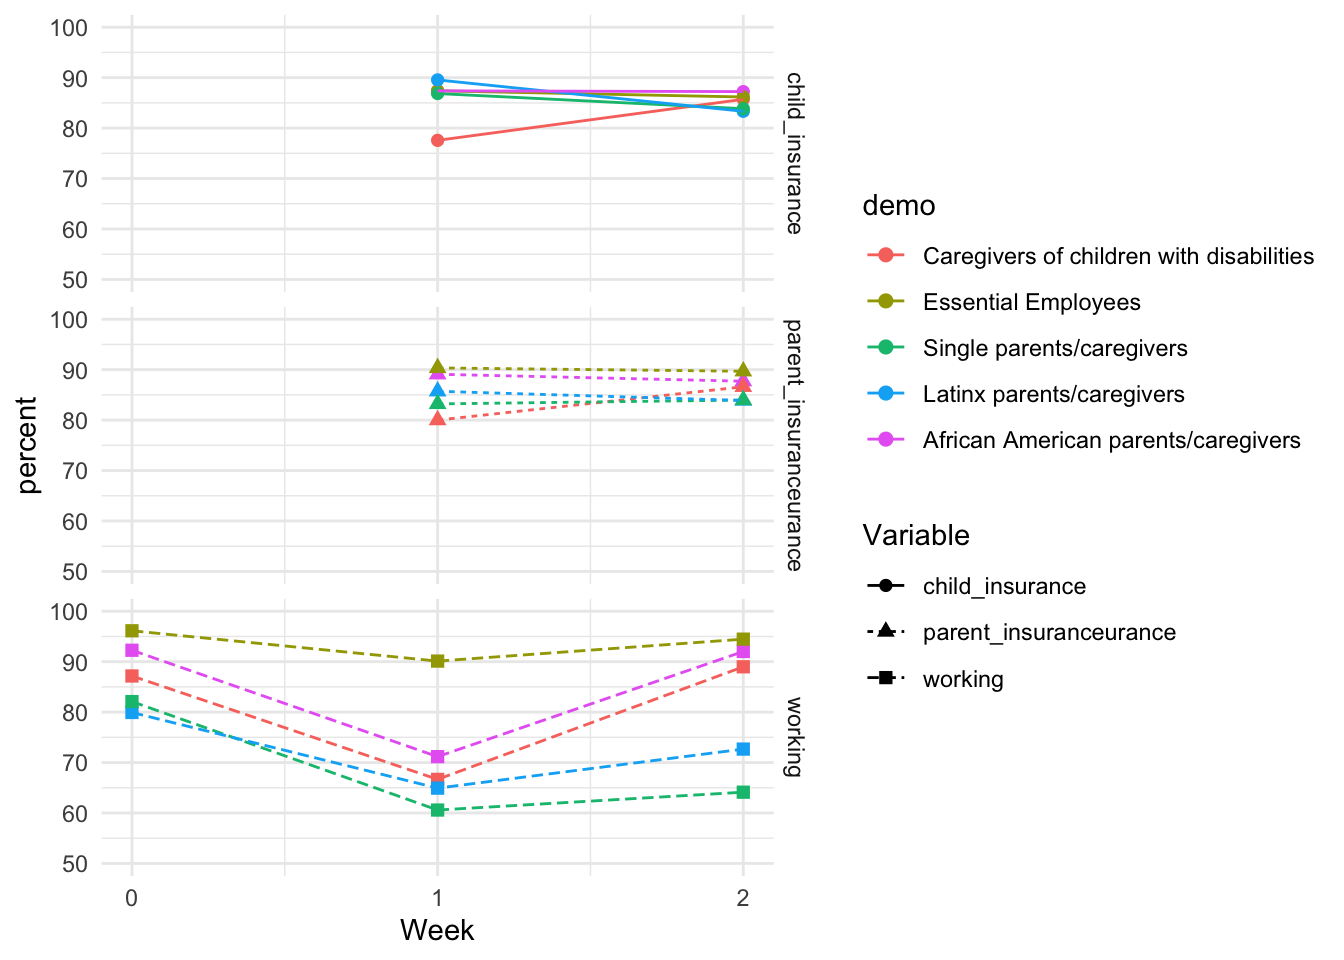 percent
100
90
80
70
60
50
child_insurance
100
90
80
70
60
50
parent_insuranceurance
100
90
80
70
60
50
working
0 1 2
Week
demo
Caregivers of children with disabilities
Essential Employees
Single parents/caregivers
Latinx parents/caregivers
African American parents/caregivers
Variable
child_insurance
parent_insuranceurance
working